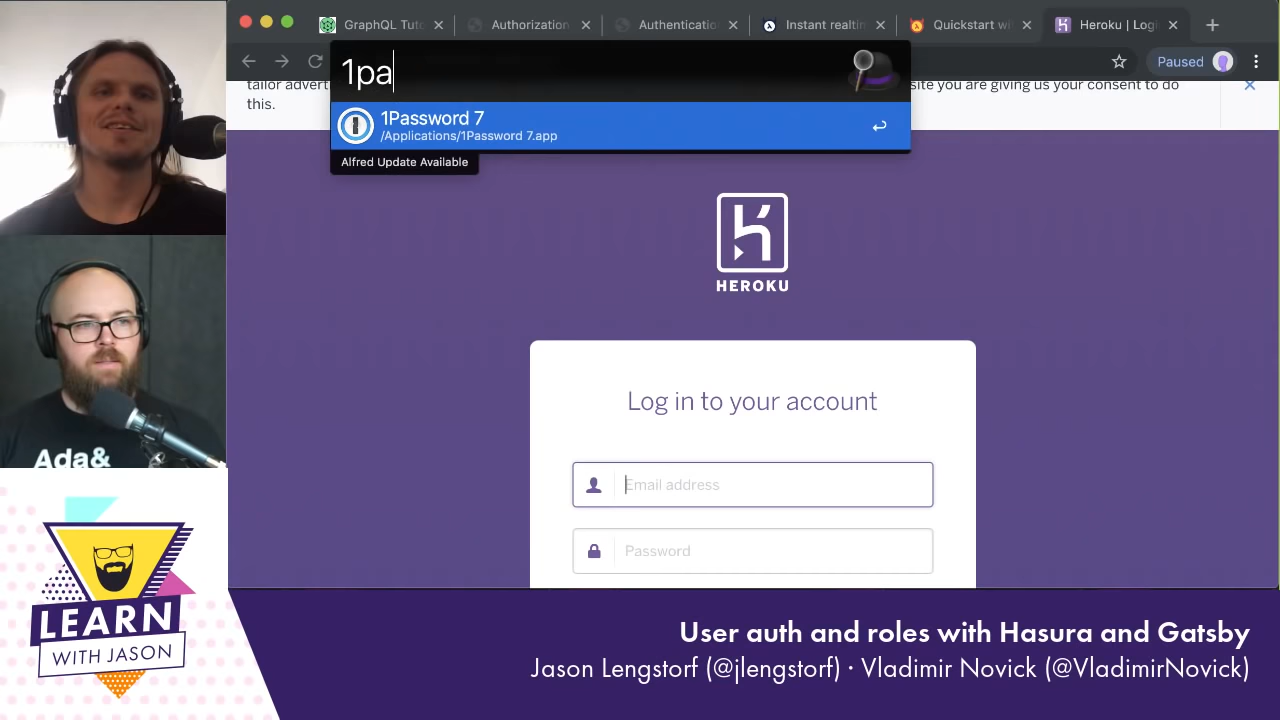 GraphQL Tuto
Authorization
Authenticatio
Instant realti
Quickstart wi
Heroku | Logi
1pa
Paused
tailor advert
site you are giving us your consent to do
this.
1Password 7
/Applications/1Password 7.app
Alfred Update Available
HEROKU
Log in to your account
Email address
Password
Ada&
LEARN
WITH JASON
User auth and roles with Hasura and Gatsby
Jason Lengstorf (@jlengstorf) · Vladimir Novick (@VladimirNovick)